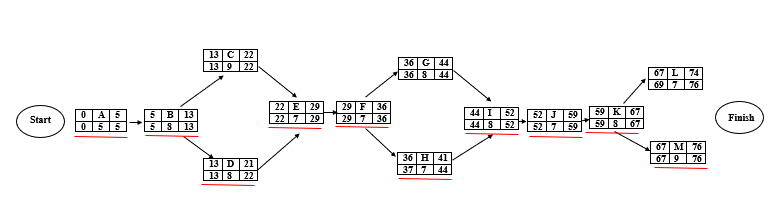 Start
0 A 5
0 5 5
5 B 13
5 8 13
13 C 22
13 9 22
13 D 21
13 8 22
22 E 29
22 7 29
29 F 36
29 7 36
36 G 44
36 8 44
36 H 41
37 7 44
44 I 52
44 8 52
52 J 59
52 7 59
59 K 67
59 8 67
67 L 74
69 7 76
67 M 76
67 9 76
Finish